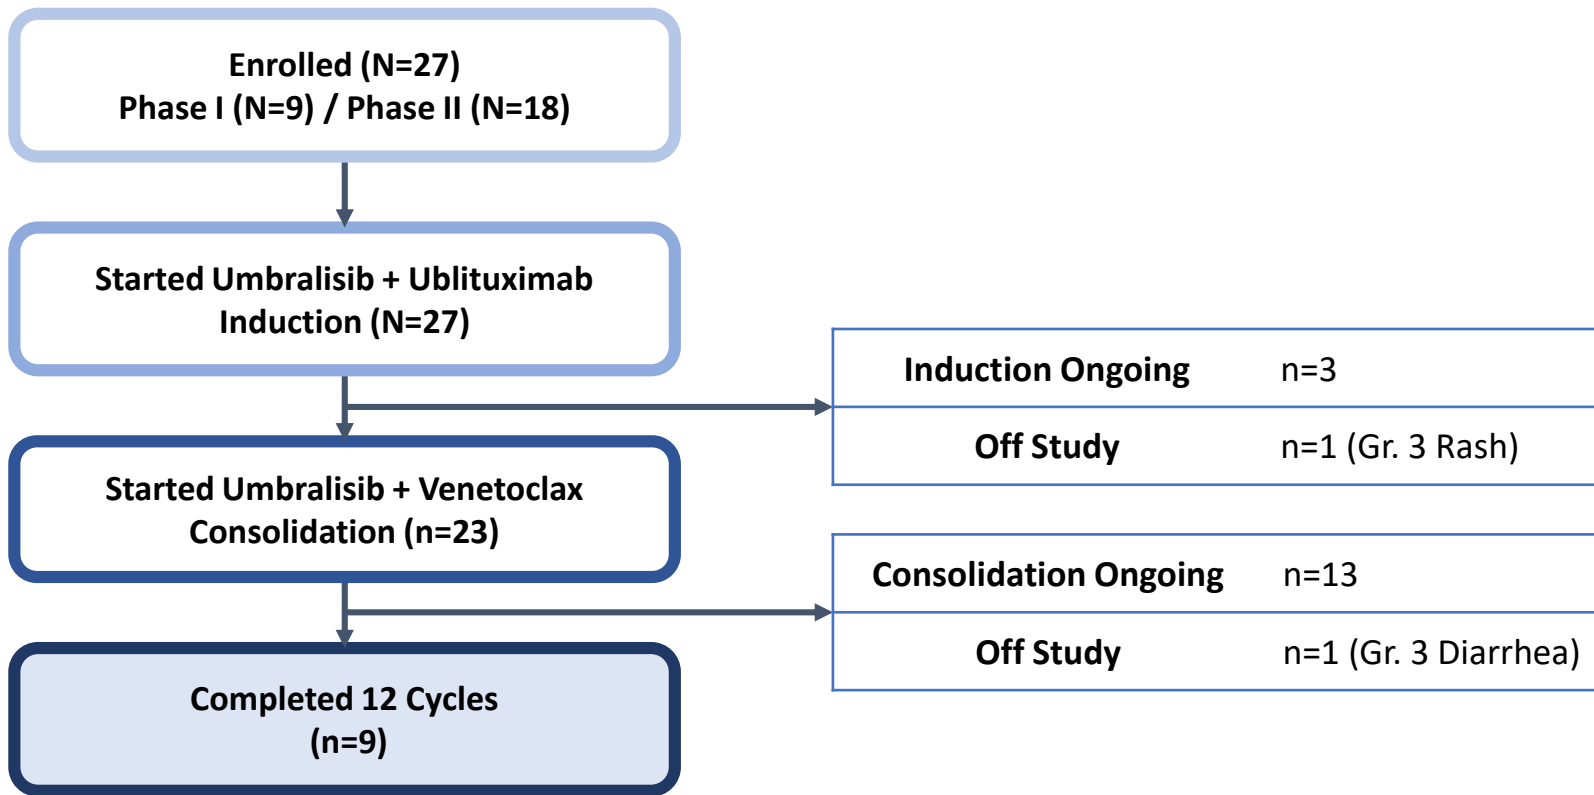 Enrolled (N=27)
Phase I (N=9) / Phase II (N=18)
Started Umbralisib + Ublituximab
Induction (N=27)
Induction Ongoing n=3
Off Study n=1 (Gr. 3 Rash)
Started Umbralisib + Venetoclax
Consolidation (n=23)
Consolidation Ongoing n=13
Off Study n=1 (Gr. 3 Diarrhea)
Completed 12 Cycles
(n=9)